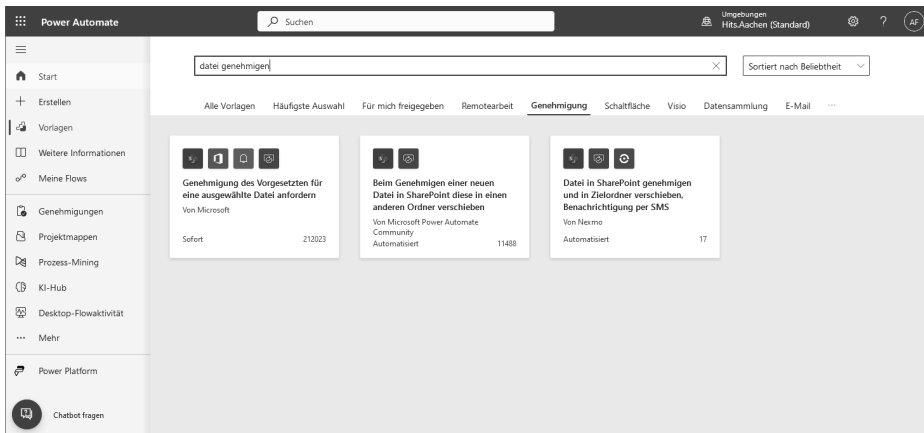 Power Automate
Suchen
Umgebungen
Hits.Aachen (Standard)
?
AF
Start
Erstellen
Vorlagen
Weitere Informationen
Meine Flows
Genehmigungen
Projektmappen
Prozess-Mining
KI-Hub
Desktop-Flowaktivität
Mehr
Power Platform
Chatbot fragen
datei genehmigen
Sortiert nach Beliebtheit
Alle Vorlagen Häufigste Auswahl Für mich freigegeben Remotearbeit Genehmigung Schaltfläche Visio Datensammlung E-Mail ...
Genehmigung des Vorgesetzten für
eine ausgewählte Datei anfordern
Von Microsoft
Sofort 212023
Beim Genehmigen einer neuen
Datei in SharePoint diese in einen
anderen Ordner verschieben
Von Microsoft Power Automate
Community
Automatisiert 11488
Datei in SharePoint genehmigen
und in Zielordner verschieben,
Benachrichtigung per SMS
Von Nexmo
Automatisiert 17